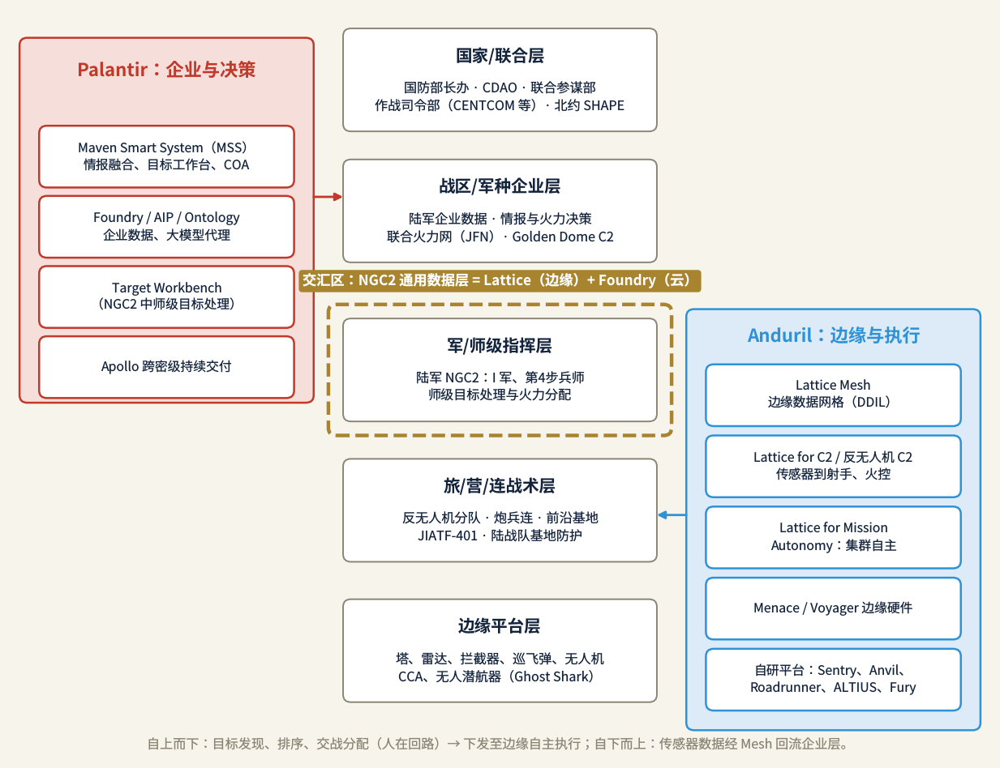 Palantir：企业与决策
Maven Smart System（MSS）
情报融合、目标工作台、COA
Foundry / AIP / Ontology
企业数据、大模型代理
Target Workbench
（NGC2 中师级目标处理）
Apollo 跨密级持续交付
国家/联合层
国防部长办 · CDAO · 联合参谋部
作战司令部（CENTCOM 等）· 北约 SHAPE
战区/军种企业层
陆军企业数据 · 情报与火力决策
联合火力网（JFN）· Golden Dome C2
交汇区：NGC2 通用数据层 = Lattice（边缘）+ Foundry（云）
军/师级指挥层
陆军 NGC2：I 军、第4步兵师
师级目标处理与火力分配
旅/营/连战术层
反无人机分队 · 炮兵连 · 前沿基地
JIATF-401 · 陆战队基地防护
边缘平台层
塔、雷达、拦截器、巡飞弹、无人机
CCA、无人潜航器（Ghost Shark）
Anduril：边缘与执行
Lattice Mesh
边缘数据网格（DDIL）
Lattice for C2 / 反无人机 C2
传感器到射手、火控
Lattice for Mission
Autonomy：集群自主
Menace / Voyager 边缘硬件
自研平台：Sentry、Anvil、
Roadrunner、ALTIUS、Fury
自上而下：目标发现、排序、交战分配（人在回路）→ 下发至边缘自主执行；自下而上：传感器数据经 Mesh 回流企业层。